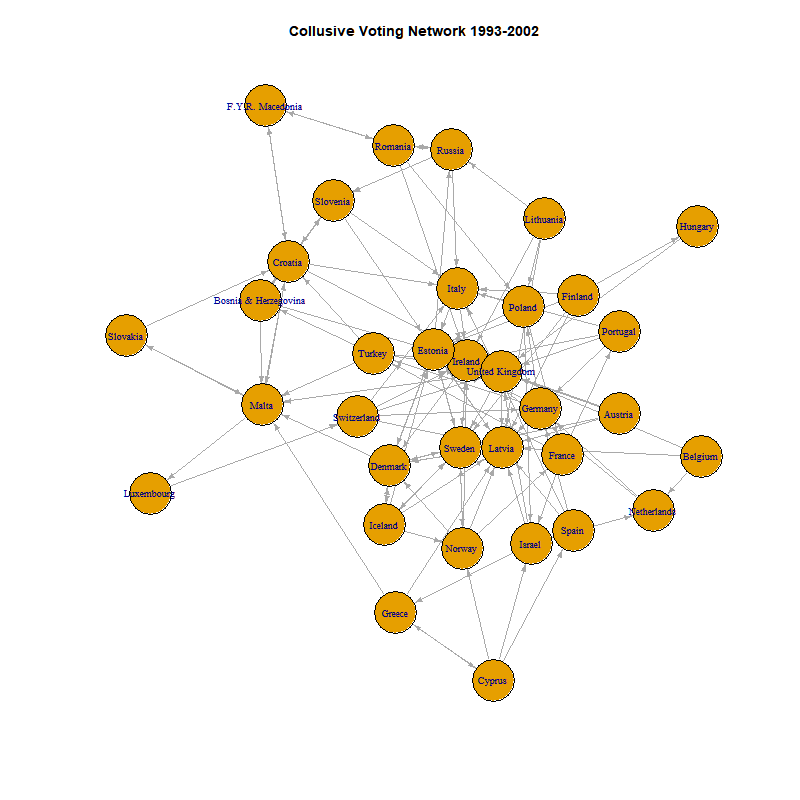 Collusive Voting Network 1993-2002
F.Y.R. Macedonia
Romania
Russia
Slovenia
Lithuania
Hungary
Croatia
Italy
Finland
Bosnia & Herzegovina
Poland
Slovakia
Portugal
Estonia
Turkey
Ireland
United Kingdom
Malta
Germany
Austria
Switzerland
Sweden
Latvia
France
Belgium
Denmark
Luxembourg
Netherlands
Iceland
Spain
Israel
Norway
Greece
Cyprus